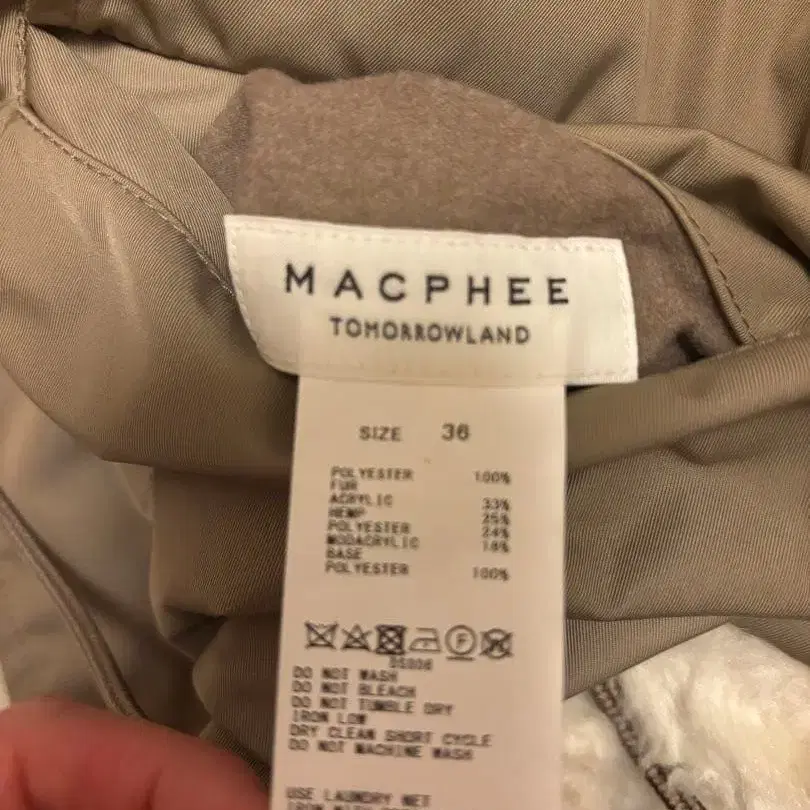 MACPHEE
TOMORROWLAND
SIZE 36
POLYESTER 100%
FUR
ACRYLIC 33%
HEMP 25%
POLYESTER 24%
MODACRYLIC 18%
BASE
POLYESTER 100%
F
DS006
DO NOT WASH
DO NOT BLEACH
DO NOT TUMBLE DRY
IRON LOW
DRY CLEAN SHORT CYCLE
DO NOT MACHINE WASH
USE LAUNDRY NET
IRON